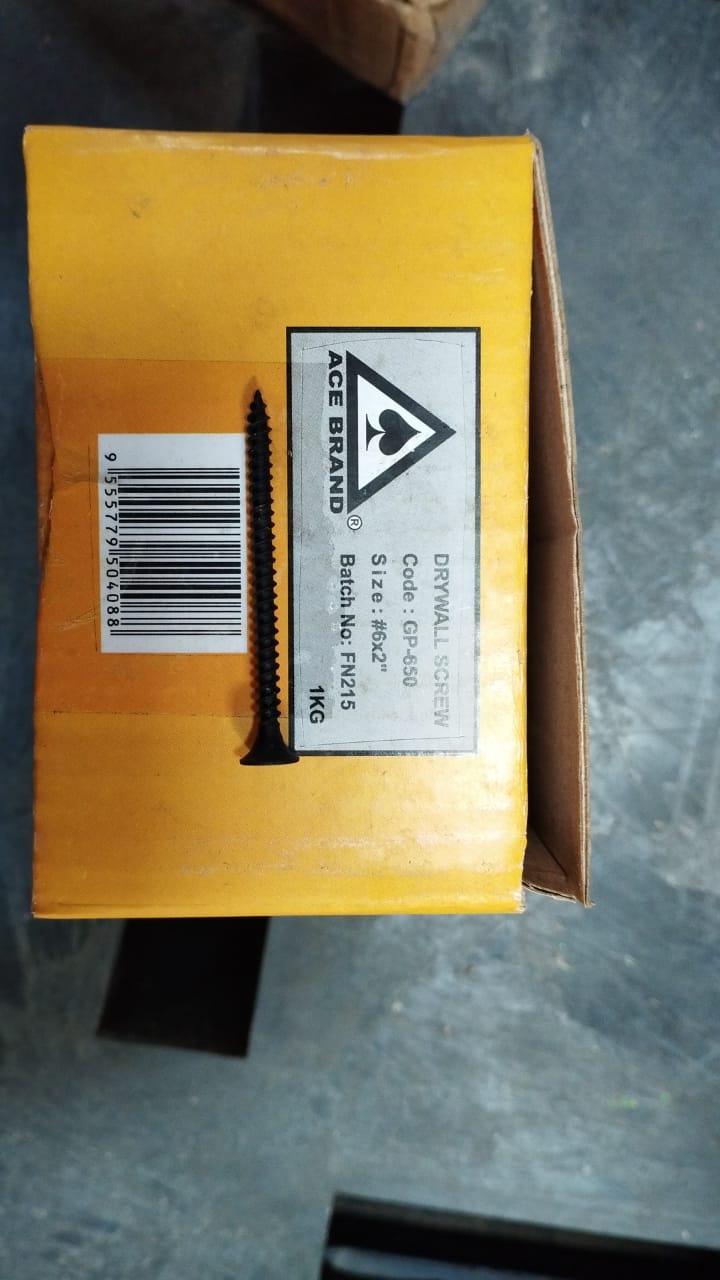 ACE BRAND®
DRYWALL SCREW
Code : GP-650
Size : #6x2"
Batch No: FN215
1KG
9 555779 504088